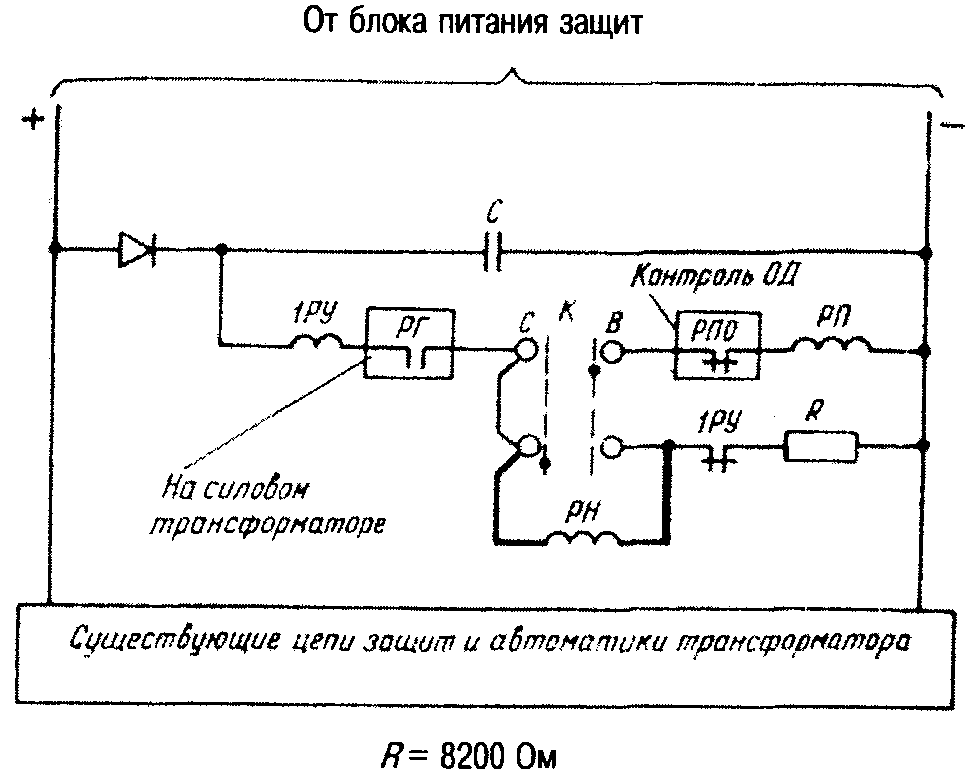 От блока питания защит
+
−
C
Контроль ОД
1РУ
РГ
С
К
В
РПО
РП
1РУ
R
На силовом
трансформаторе
РН
Существующие цепи защит и автоматики трансформатора
R = 8200 Ом